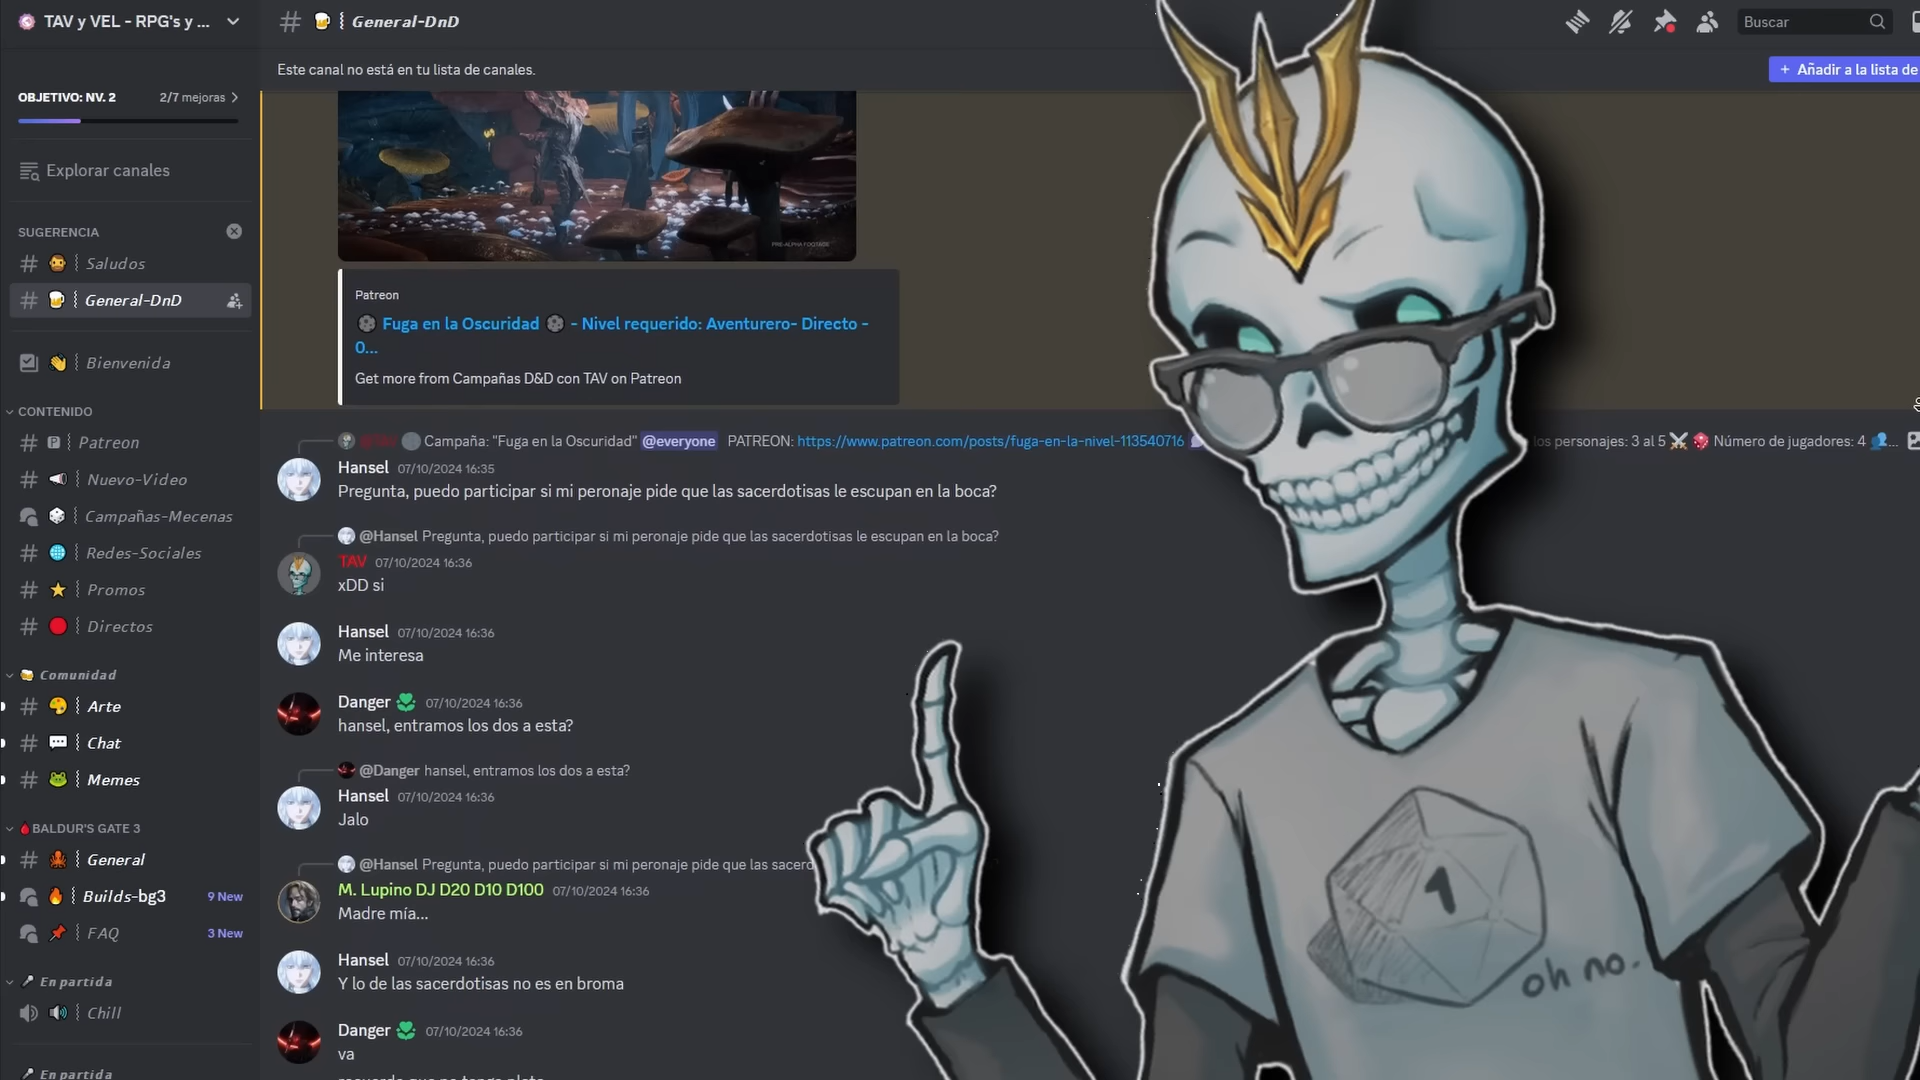 TAV y VEL - RPG's y ...
OBJETIVO: NV. 2
2/7 mejoras
Explorar canales
SUGERENCIA
Saludos
General-DnD
Bienvenida
CONTENIDO
Patreon
Nuevo-Video
Campañas-Mecenas
Redes-Sociales
Promos
Directos
Comunidad
Arte
Chat
Memes
BALDUR'S GATE 3
General
Builds-bg3
9 New
FAQ
3 New
En partida
Chill
En partida
General-DnD
Buscar
Este canal no está en tu lista de canales.
+ Añadir a la lista de
PRE-ALPHA FOOTAGE
Patreon
Fuga en la Oscuridad - Nivel requerido: Aventurero- Directo -
0...
Get more from Campañas D&D con TAV on Patreon
@TAV Campaña: "Fuga en la Oscuridad" @everyone PATREON: https://www.patreon.com/posts/fuga-en-la-nivel-113540716 los personajes: 3 al 5 Número de jugadores: 4 ...
Hansel 07/10/2024 16:35
Pregunta, puedo participar si mi peronaje pide que las sacerdotisas le escupan en la boca?
@Hansel Pregunta, puedo participar si mi peronaje pide que las sacerdotisas le escupan en la boca?
TAV 07/10/2024 16:36
xDD si
Hansel 07/10/2024 16:36
Me interesa
Danger 07/10/2024 16:36
hansel, entramos los dos a esta?
@Danger hansel, entramos los dos a esta?
Hansel 07/10/2024 16:36
Jalo
@Hansel Pregunta, puedo participar si mi peronaje pide que las sacerd
M. Lupino DJ D20 D10 D100 07/10/2024 16:36
Madre mía...
Hansel 07/10/2024 16:36
Y lo de las sacerdotisas no es en broma
Danger 07/10/2024 16:36
va
1
oh no.